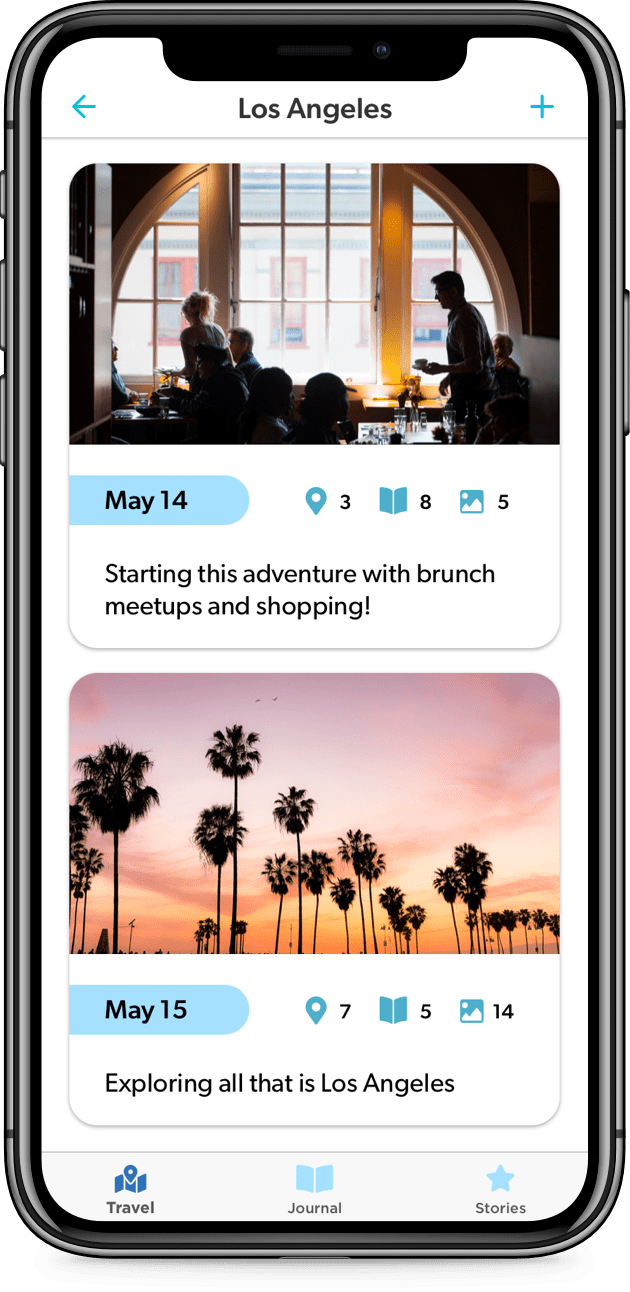 Los Angeles
May 14
3 8 5
Starting this adventure with brunch
meetups and shopping!
May 15
7 5 14
Exploring all that is Los Angeles
Travel Journal Stories